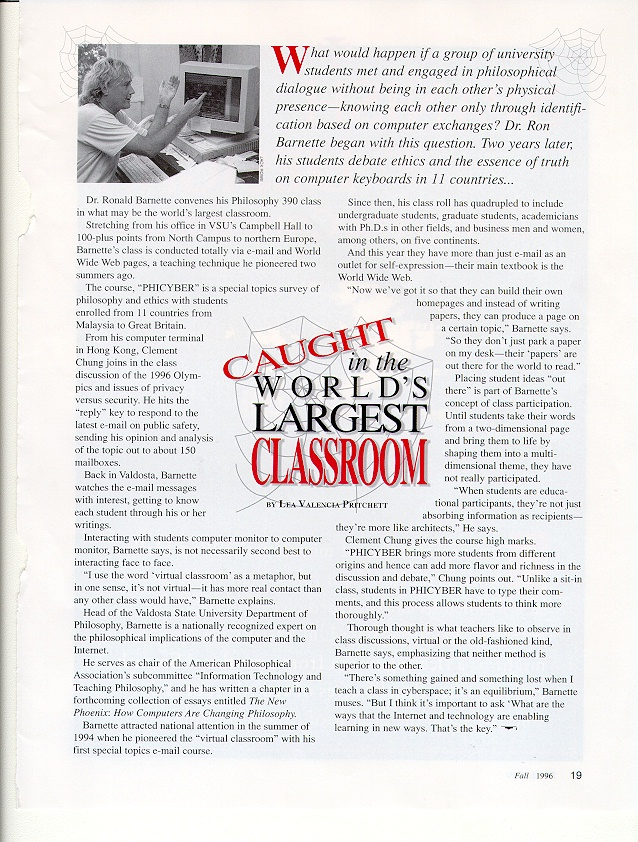 What would happen if a group of university
students met and engaged in philosophical
dialogue without being in each other's physical
presence—knowing each other only through identifi-
cation based on computer exchanges? Dr. Ron
Barnette began with this question. Two years later,
his students debate ethics and the essence of truth
on computer keyboards in 11 countries...
Dr. Ronald Barnette convenes his Philosophy 390 class
in what may be the world's largest classroom.
Stretching from his office in VSU's Campbell Hall to
100-plus points from North Campus to northern Europe,
Barnette's class is conducted totally via e-mail and World
Wide Web pages, a teaching technique he pioneered two
summers ago.
The course, "PHICYBER" is a special topics survey of
philosophy and ethics with students
enrolled from 11 countries from
Malaysia to Great Britain.
From his computer terminal
in Hong Kong, Clement
Chung joins in the class
discussion of the 1996 Olym-
pics and issues of privacy
versus security. He hits the
"reply" key to respond to the
latest e-mail on public safety,
sending his opinion and analysis
of the topic out to about 150
mailboxes.
Back in Valdosta, Barnette
watches the e-mail messages
with interest, getting to know
each student through his or her
writings.
Interacting with students computer monitor to computer
monitor, Barnette says, is not necessarily second best to
interacting face to face.
"I use the word 'virtual classroom' as a metaphor, but
in one sense, it's not virtual—it has more real contact than
any other class would have," Barnette explains.
Head of the Valdosta State University Department of
Philosophy, Barnette is a nationally recognized expert on
the philosophical implications of the computer and the
Internet.
He serves as chair of the American Philosophical
Association's subcommittee "Information Technology and
Teaching Philosophy," and he has written a chapter in a
forthcoming collection of essays entitled The New
Phoenix: How Computers Are Changing Philosophy.
Barnette attracted national attention in the summer of
1994 when he pioneered the "virtual classroom" with his
first special topics e-mail course.
CAUGHT
in the
WORLD'S
LARGEST
CLASSROOM
BY LEA VALENCIA PRITCHETT
Since then, his class roll has quadrupled to include
undergraduate students, graduate students, academicians
with Ph.D.s in other fields, and business men and women,
among others, on five continents.
And this year they have more than just e-mail as an
outlet for self-expression—their main textbook is the
World Wide Web.
"Now we've got it so that they can build their own
homepages and instead of writing
papers, they can produce a page on
a certain topic," Barnette says.
"So they don't just park a paper
on my desk—their 'papers' are
out there for the world to read."
Placing student ideas "out
there" is part of Barnette's
concept of class participation.
Until students take their words
from a two-dimensional page
and bring them to life by
shaping them into a multi-
dimensional theme, they have
not really participated.
"When students are educa-
tional participants, they're not just
absorbing information as recipients—
they're more like architects," He says.
Clement Chung gives the course high marks.
"PHICYBER brings more students from different
origins and hence can add more flavor and richness in the
discussion and debate," Chung points out. "Unlike a sit-in
class, students in PHICYBER have to type their com-
ments, and this process allows students to think more
thoroughly."
Thorough thought is what teachers like to observe in
class discussions, virtual or the old-fashioned kind,
Barnette says, emphasizing that neither method is
superior to the other.
"There's something gained and something lost when I
teach a class in cyberspace; it's an equilibrium," Barnette
muses. "But I think it's important to ask 'What are the
ways that the Internet and technology are enabling
learning in new ways. That's the key."
Fall 1996 19